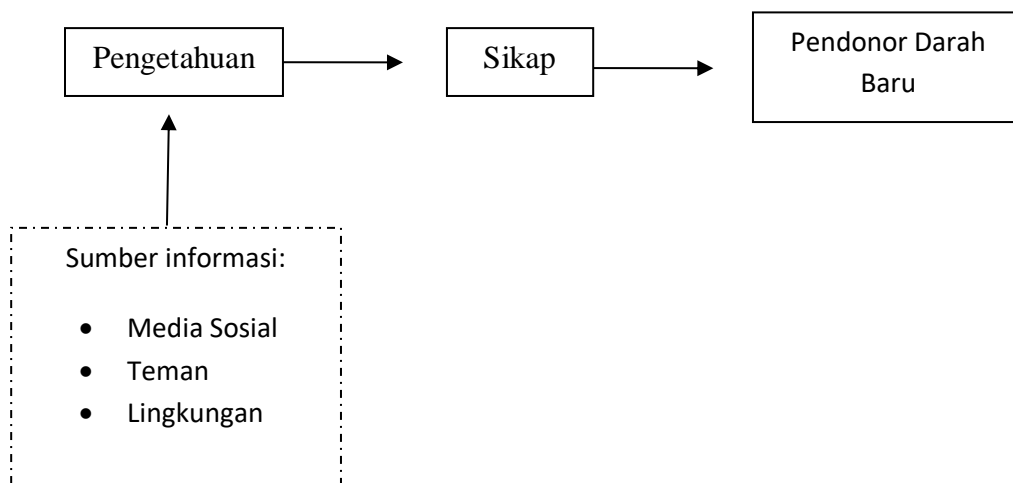 Pengetahuan
Sikap
Pendonor Darah
Baru
Sumber informasi:
• Media Sosial
• Teman
• Lingkungan